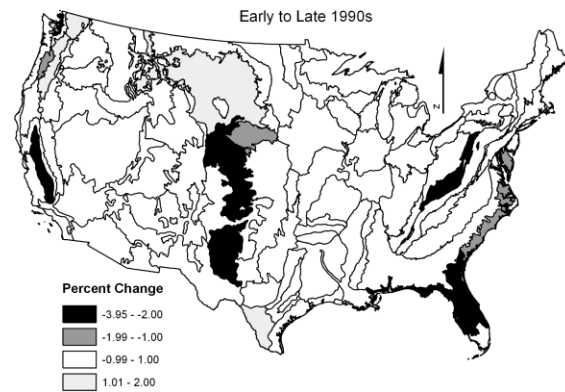 Early to Late 1990s
N
Percent Change
-3.95 - -2.00
-1.99 - -1.00
-0.99 - 1.00
1.01 - 2.00